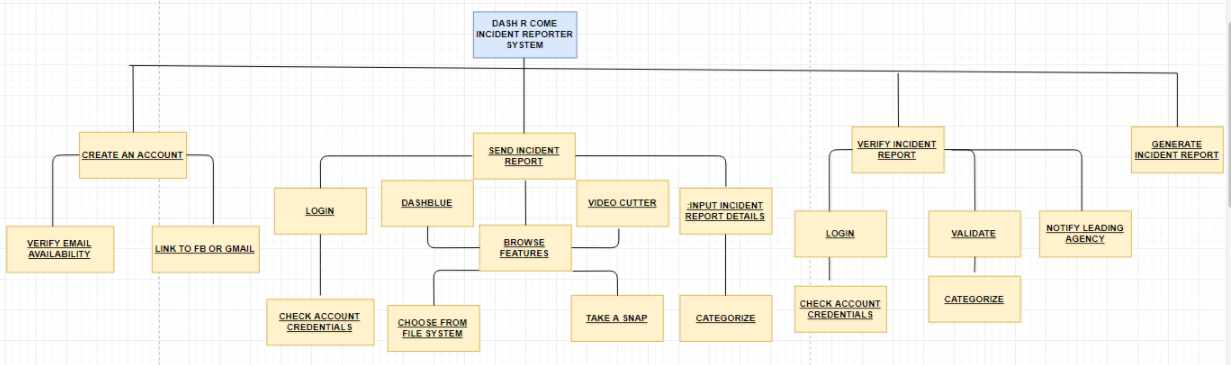 DASH R COME
INCIDENT REPORTER
SYSTEM
CREATE AN ACCOUNT
SEND INCIDENT
REPORT
VERIFY INCIDENT
REPORT
GENERATE
INCIDENT REPORT
VERIFY EMAIL
AVAILABILITY
LINK TO FB OR GMAIL
LOGIN
DASHBLUE
VIDEO CUTTER
:INPUT INCIDENT
REPORT DETAILS
BROWSE
FEATURES
LOGIN
VALIDATE
NOTIFY LEADING
AGENCY
CHECK ACCOUNT
CREDENTIALS
CHOOSE FROM
FILE SYSTEM
TAKE A SNAP
CATEGORIZE
CHECK ACCOUNT
CREDENTIALS
CATEGORIZE